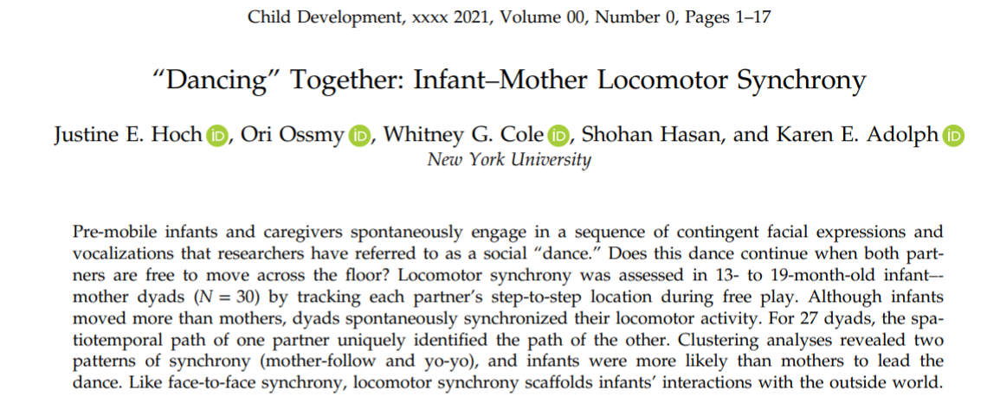 Child Development, xxxx 2021, Volume 00, Number 0, Pages 1–17
“Dancing” Together: Infant–Mother Locomotor Synchrony
Justine E. Hoch iD, Ori Ossmy iD, Whitney G. Cole iD, Shohan Hasan, and Karen E. Adolph iD
New York University
Pre-mobile infants and caregivers spontaneously engage in a sequence of contingent facial expressions and
vocalizations that researchers have referred to as a social “dance.” Does this dance continue when both part-
ners are free to move across the floor? Locomotor synchrony was assessed in 13- to 19-month-old infant–-
mother dyads (N = 30) by tracking each partner’s step-to-step location during free play. Although infants
moved more than mothers, dyads spontaneously synchronized their locomotor activity. For 27 dyads, the spa-
tiotemporal path of one partner uniquely identified the path of the other. Clustering analyses revealed two
patterns of synchrony (mother-follow and yo-yo), and infants were more likely than mothers to lead the
dance. Like face-to-face synchrony, locomotor synchrony scaffolds infants’ interactions with the outside world.